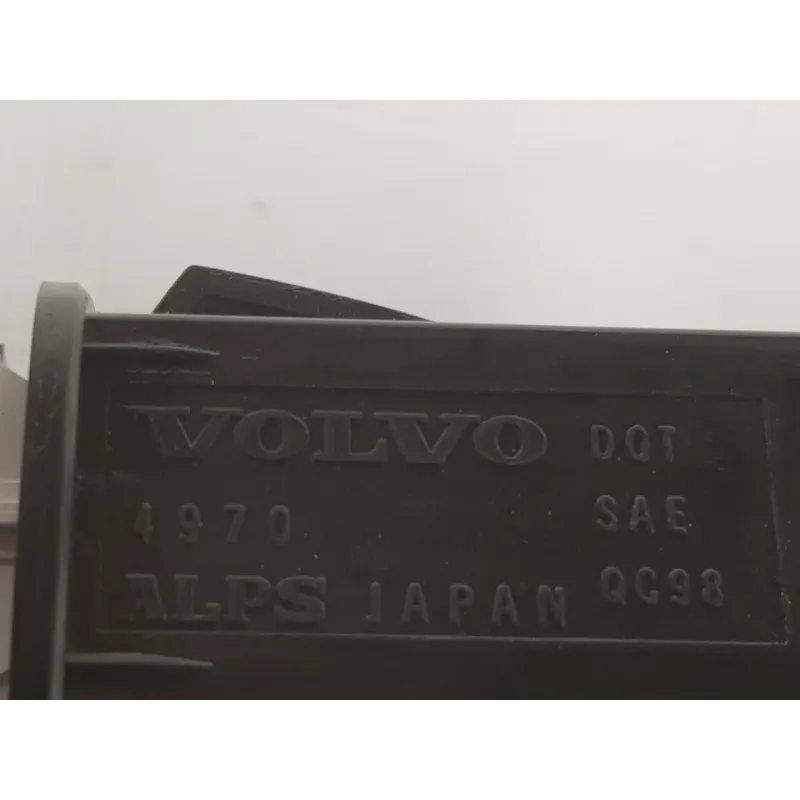 VOLVO DOT
4970 SAE
ALPS JAPAN QC98